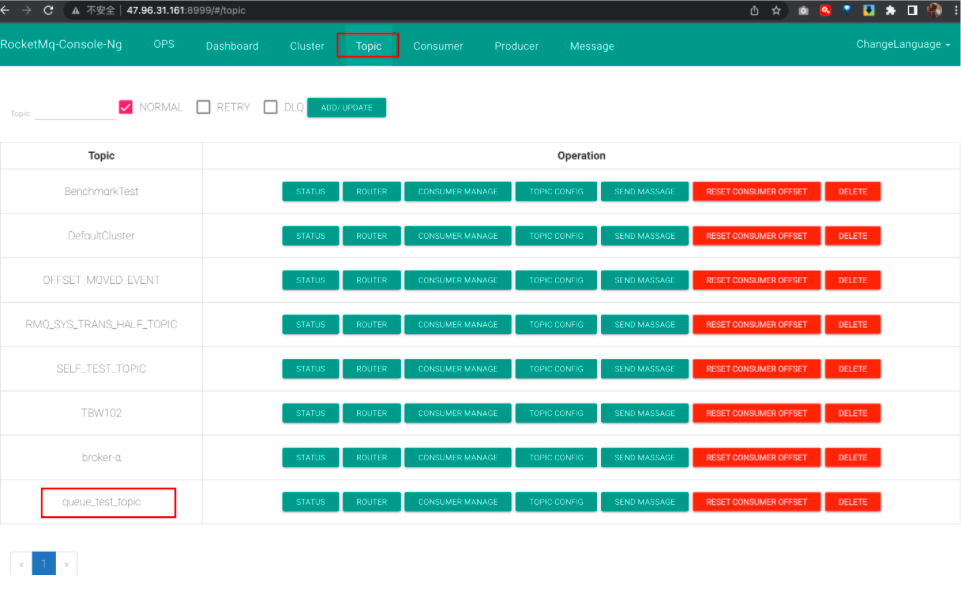 不安全 | 47.96.31.161:8999/#/topic
RocketMq-Console-Ng OPS Dashboard Cluster Topic Consumer Producer Message ChangeLanguage
Topic: NORMAL RETRY DLQ ADD/ UPDATE
Topic Operation
BenchmarkTest STATUS ROUTER CONSUMER MANAGE TOPIC CONFIG SEND MASSAGE RESET CONSUMER OFFSET DELETE
DefaultCluster STATUS ROUTER CONSUMER MANAGE TOPIC CONFIG SEND MASSAGE RESET CONSUMER OFFSET DELETE
OFFSET_MOVED_EVENT STATUS ROUTER CONSUMER MANAGE TOPIC CONFIG SEND MASSAGE RESET CONSUMER OFFSET DELETE
RMQ_SYS_TRANS_HALF_TOPIC STATUS ROUTER CONSUMER MANAGE TOPIC CONFIG SEND MASSAGE RESET CONSUMER OFFSET DELETE
SELF_TEST_TOPIC STATUS ROUTER CONSUMER MANAGE TOPIC CONFIG SEND MASSAGE RESET CONSUMER OFFSET DELETE
TBW102 STATUS ROUTER CONSUMER MANAGE TOPIC CONFIG SEND MASSAGE RESET CONSUMER OFFSET DELETE
broker-a STATUS ROUTER CONSUMER MANAGE TOPIC CONFIG SEND MASSAGE RESET CONSUMER OFFSET DELETE
queue_test_topic STATUS ROUTER CONSUMER MANAGE TOPIC CONFIG SEND MASSAGE RESET CONSUMER OFFSET DELETE
« 1 »